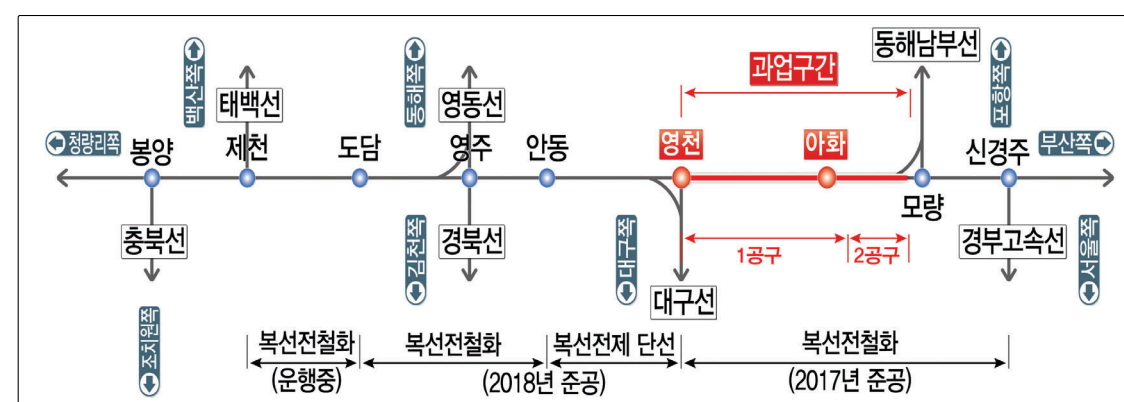 동해남부선
과업구간
백산쪽
동해쪽
포항쪽
태백선
영동선
청량리쪽
봉양
제천
도담
영주
안동
영천
아화
신경주
부산쪽
모량
충북선
김천쪽
경북선
대구쪽
1공구
2공구
경부고속선
서울쪽
대구선
조치원쪽
복선전철화
(운행중)
복선전철화
복선전제 단선
(2018년 준공)
복선전철화
(2017년 준공)